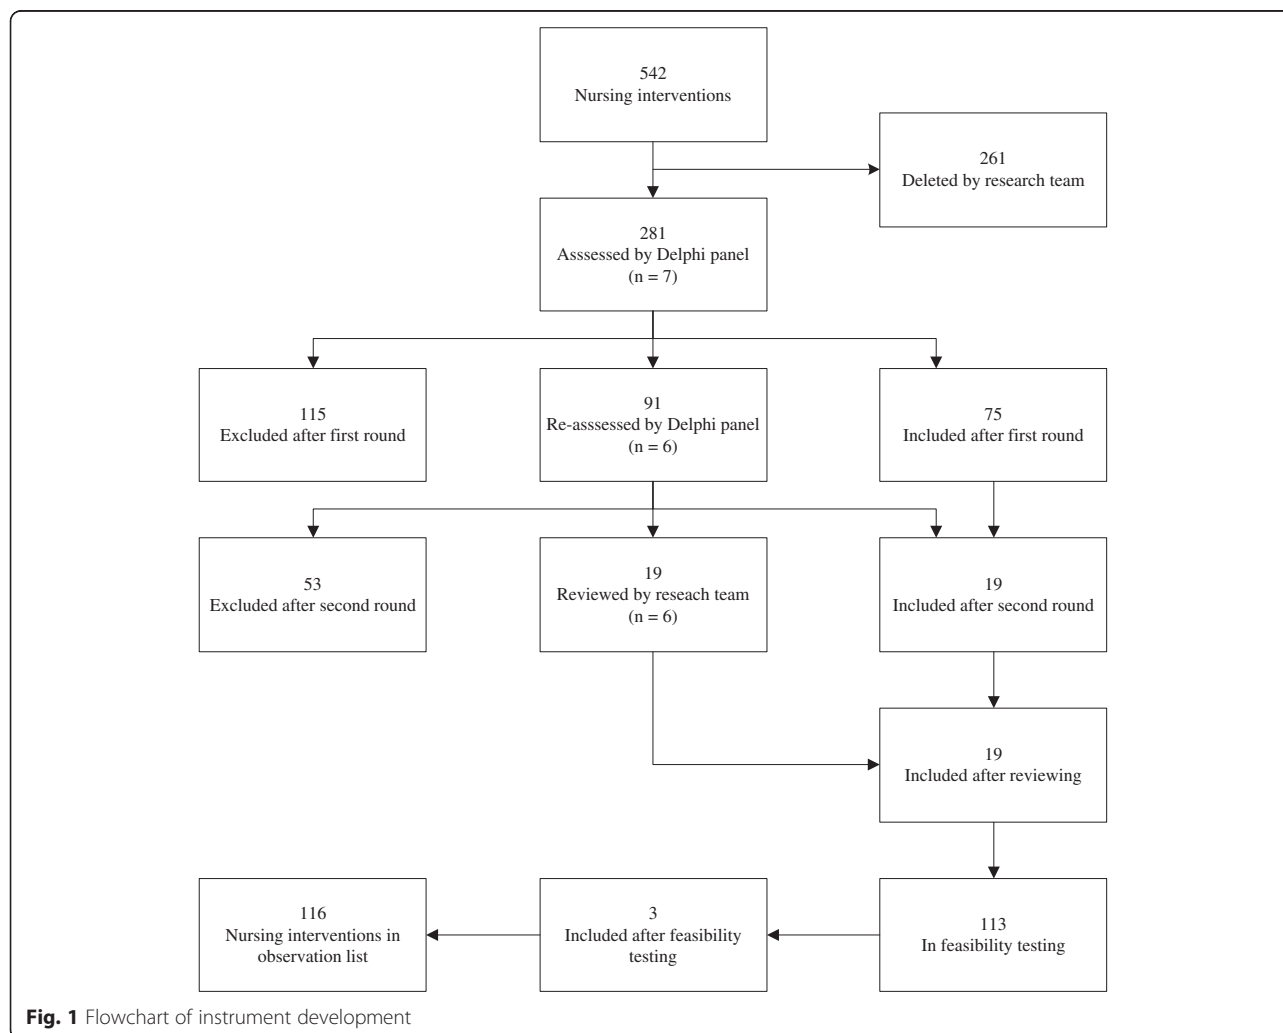 542
Nursing interventions
261
Deleted by research team
281
Asssessed by Delphi panel
(n = 7)
115
Excluded after first round
91
Re-asssessed by Delphi panel
(n = 6)
75
Included after first round
53
Excluded after second round
19
Reviewed by reseach team
(n = 6)
19
Included after second round
19
Included after reviewing
116
Nursing interventions in
observation list
3
Included after feasibility
testing
113
In feasibility testing
Fig. 1 Flowchart of instrument development